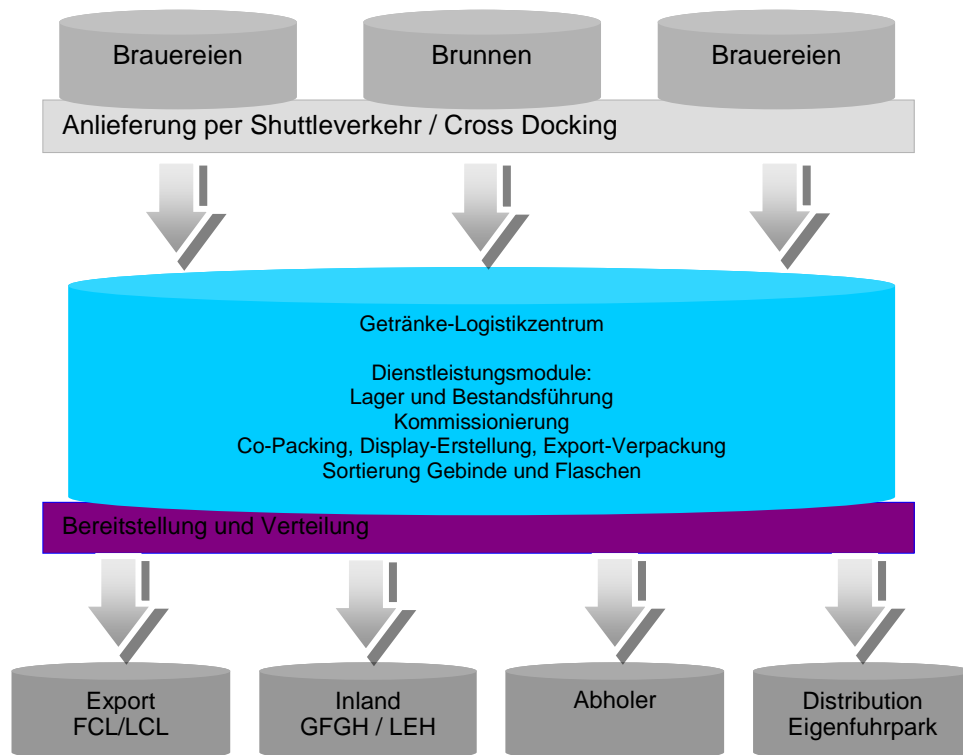 Brauereien
Brunnen
Brauereien
Anlieferung per Shuttleverkehr / Cross Docking
Getränke-Logistikzentrum
Dienstleistungsmodule:
Lager und Bestandsführung
Kommissionierung
Co-Packing, Display-Erstellung, Export-Verpackung
Sortierung Gebinde und Flaschen
Bereitstellung und Verteilung
Export
FCL/LCL
Inland
GFGH / LEH
Abholer
Distribution
Eigenfuhrpark